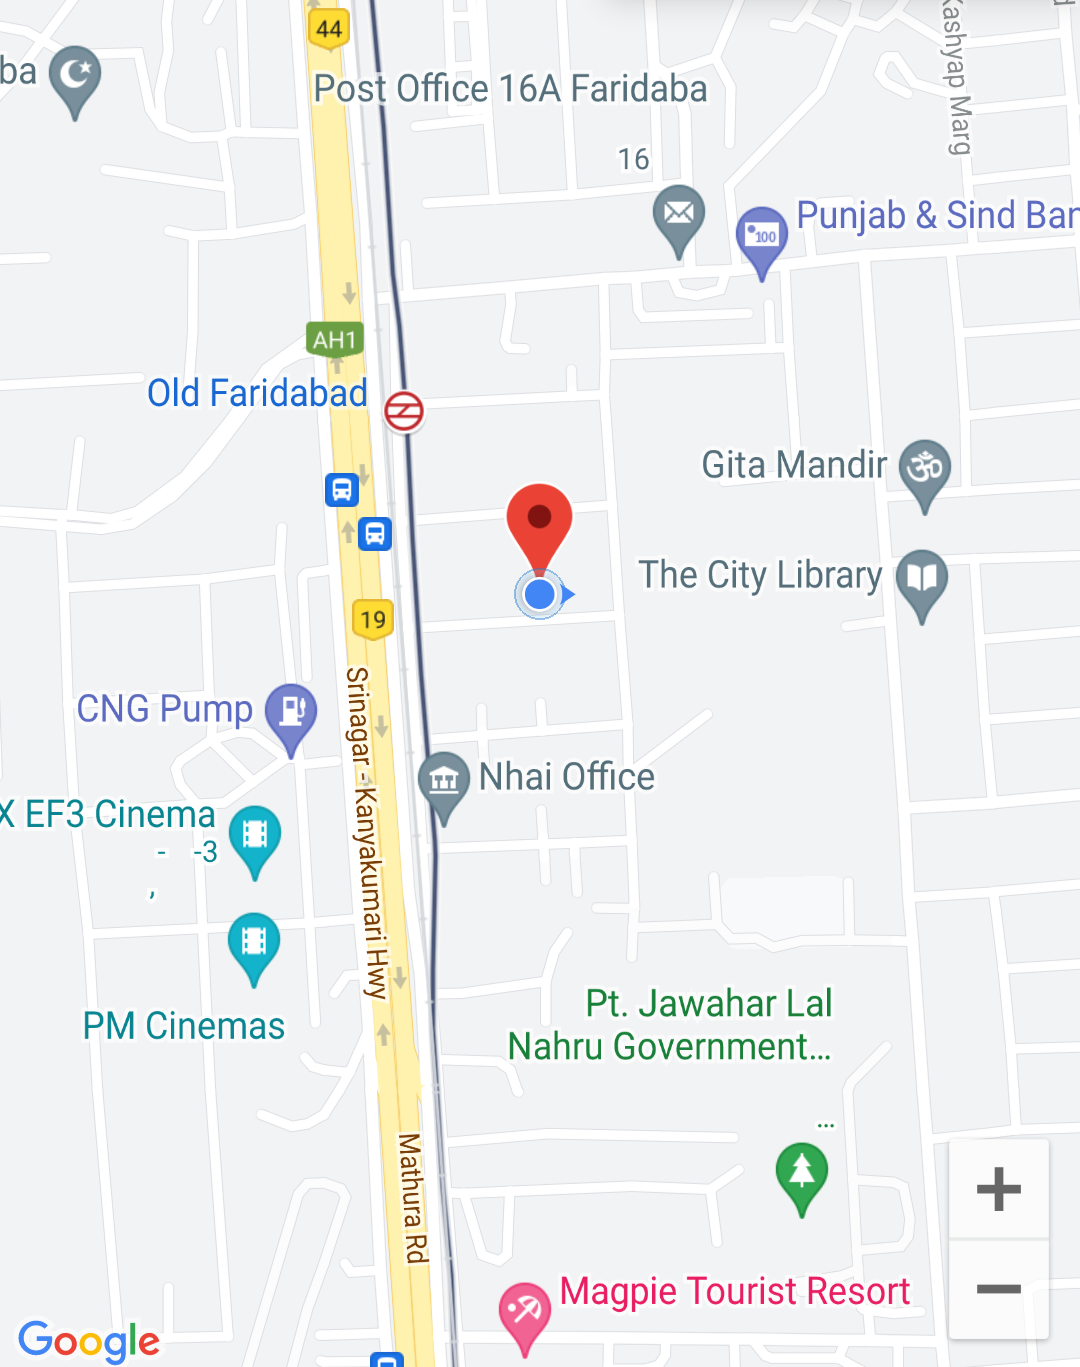 44
ba
Post Office 16A Faridaba
16
Kashyap Marg
Punjab & Sind Ban
100
AH1
Old Faridabad
Gita Mandir
ॐ
The City Library
19
CNG Pump
Srinagar - Kanyakumari Hwy
Nhai Office
X EF3 Cinema
- -3
,
PM Cinemas
Pt. Jawahar Lal
Nahru Government...
...
Mathura Rd
+
−
Magpie Tourist Resort
Google